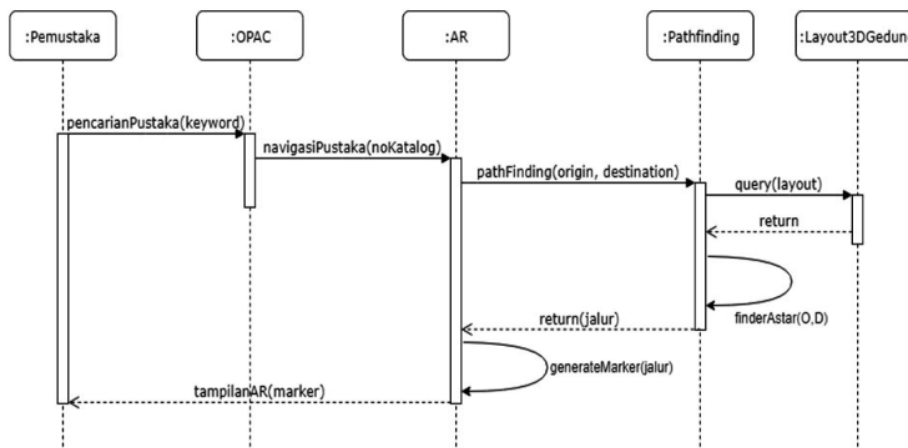 :Pemustaka
:OPAC
:AR
:Pathfinding
:Layout3DGedung
pencarianPustaka(keyword)
navigasiPustaka(noKatalog)
pathFinding(origin, destination)
query(layout)
return
finderAstar(O,D)
return(jalur)
generateMarker(jalur)
tampilanAR(marker)